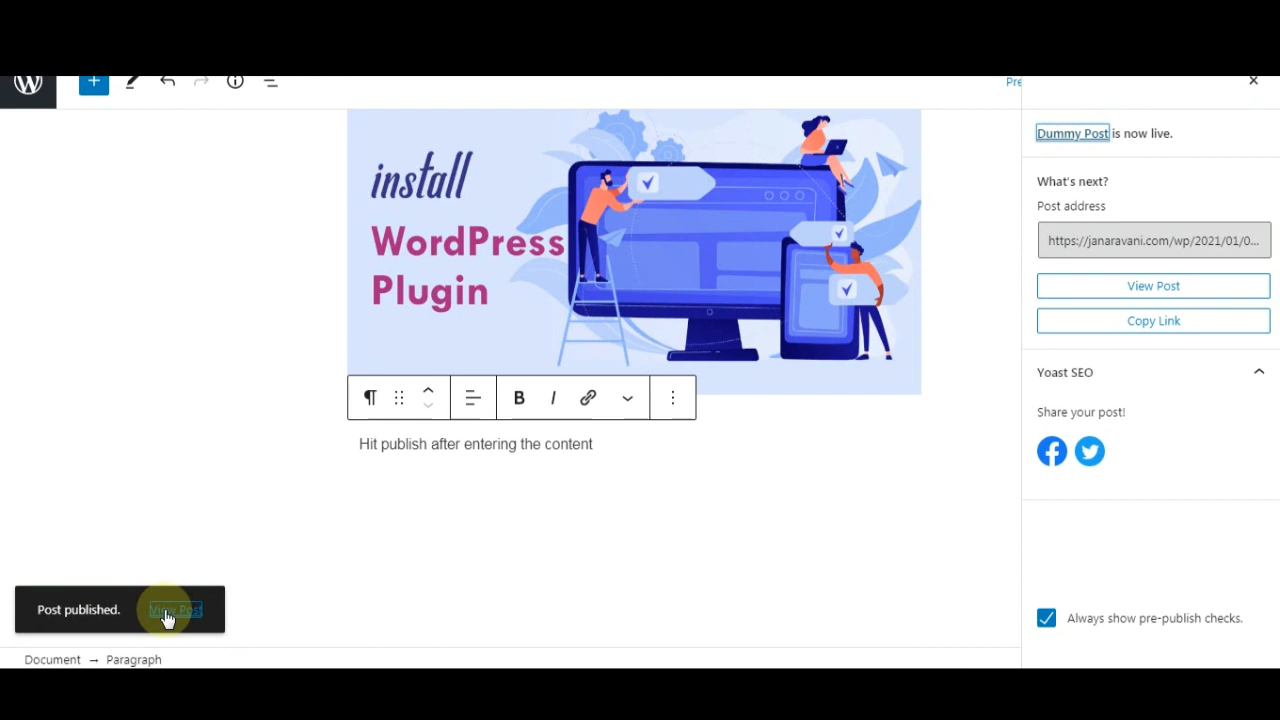 Pre
Dummy Post is now live.
What's next?
Post address
https://janaravani.com/wp/2021/01/0...
View Post
Copy Link
Yoast SEO
Share your post!
Always show pre-publish checks.
install
WordPress
Plugin
B I
Hit publish after entering the content
Post published. View Post
Document → Paragraph